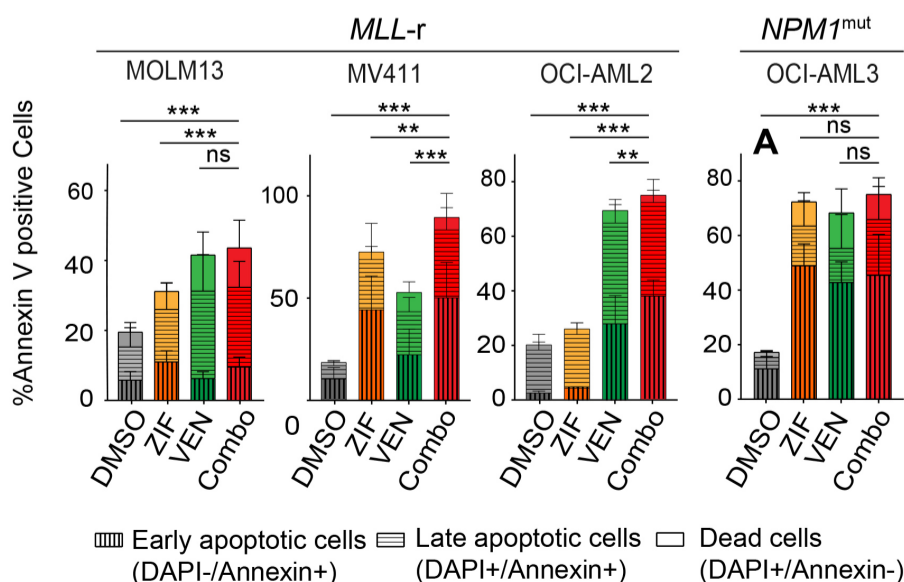 MLL-r
NPM1mut
MOLM13
MV411
OCI-AML2
OCI-AML3
***
***
ns
***
**
***
***
***
**
***
ns
ns
A
%Annexin V positive Cells
60
40
20
0
100
50
0
80
60
40
20
0
80
60
40
20
0
DMSO
ZIF
VEN
Combo
DMSO
ZIF
VEN
Combo
DMSO
ZIF
VEN
Combo
DMSO
ZIF
VEN
Combo
Early apoptotic cells
(DAPI-/Annexin+)
Late apoptotic cells
(DAPI+/Annexin+)
Dead cells
(DAPI+/Annexin-)